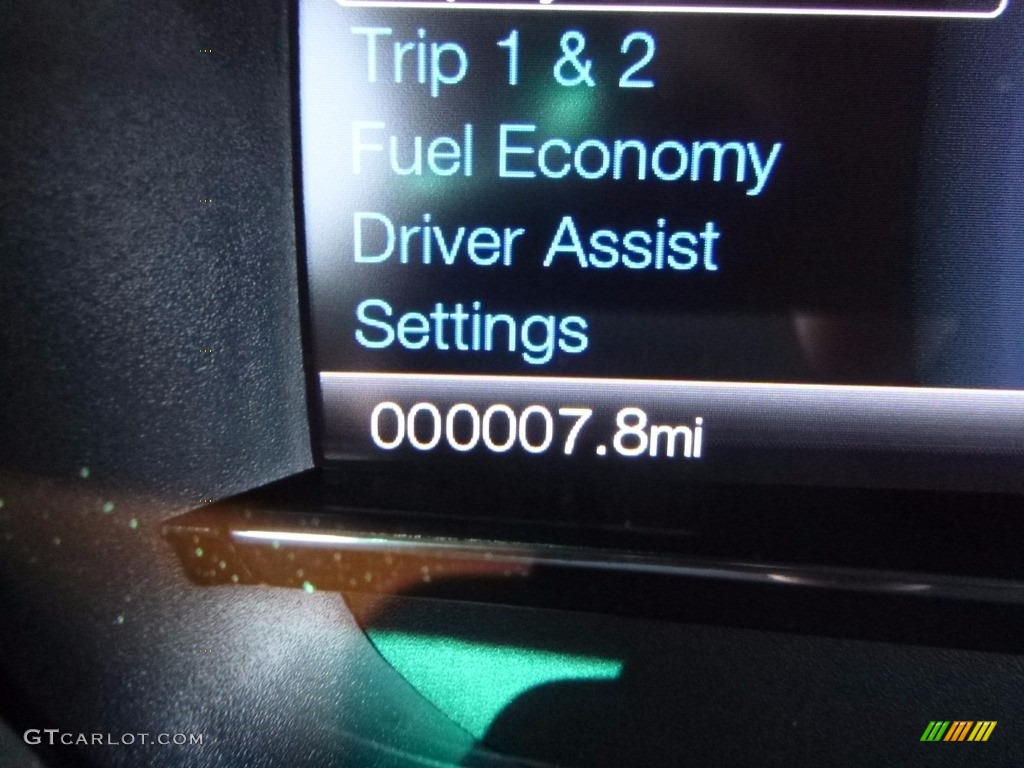 Trip 1 & 2
Fuel Economy
Driver Assist
Settings
000007.8mi
GTCARLOT.COM